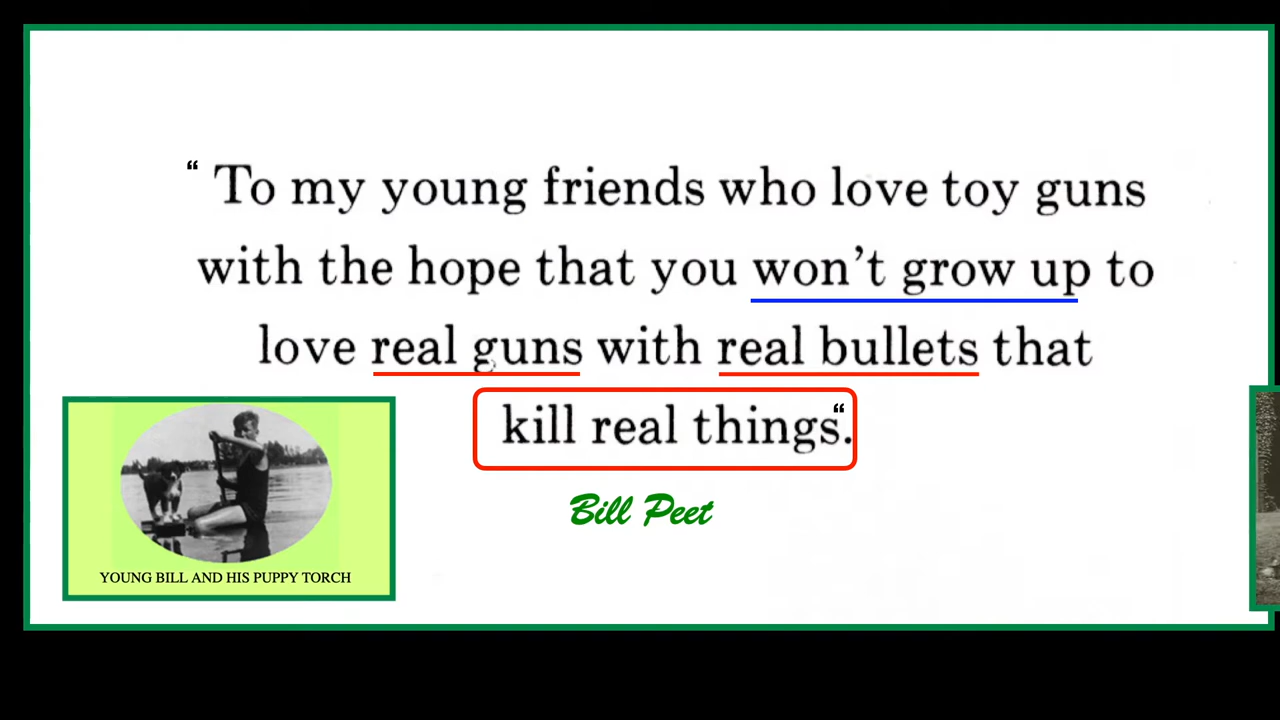 “ To my young friends who love toy guns
with the hope that you won’t grow up to
love real guns with real bullets that
kill real things“.
Bill Peet
YOUNG BILL AND HIS PUPPY TORCH